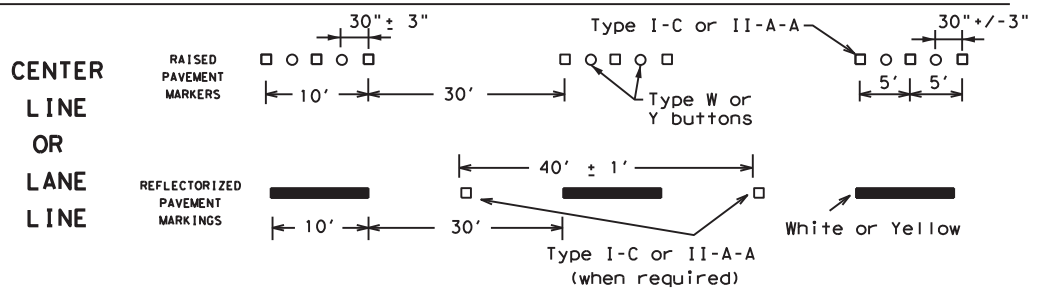 CENTER
LINE
OR
LANE
LINE
RAISED
PAVEMENT
MARKERS
30"± 3"
10'
30'
Type I-C or II-A-A
Type W or
Y buttons
30"+/-3"
5'
5'
REFLECTORIZED
PAVEMENT
MARKINGS
40' ± 1'
10'
30'
Type I-C or II-A-A
(when required)
White or Yellow